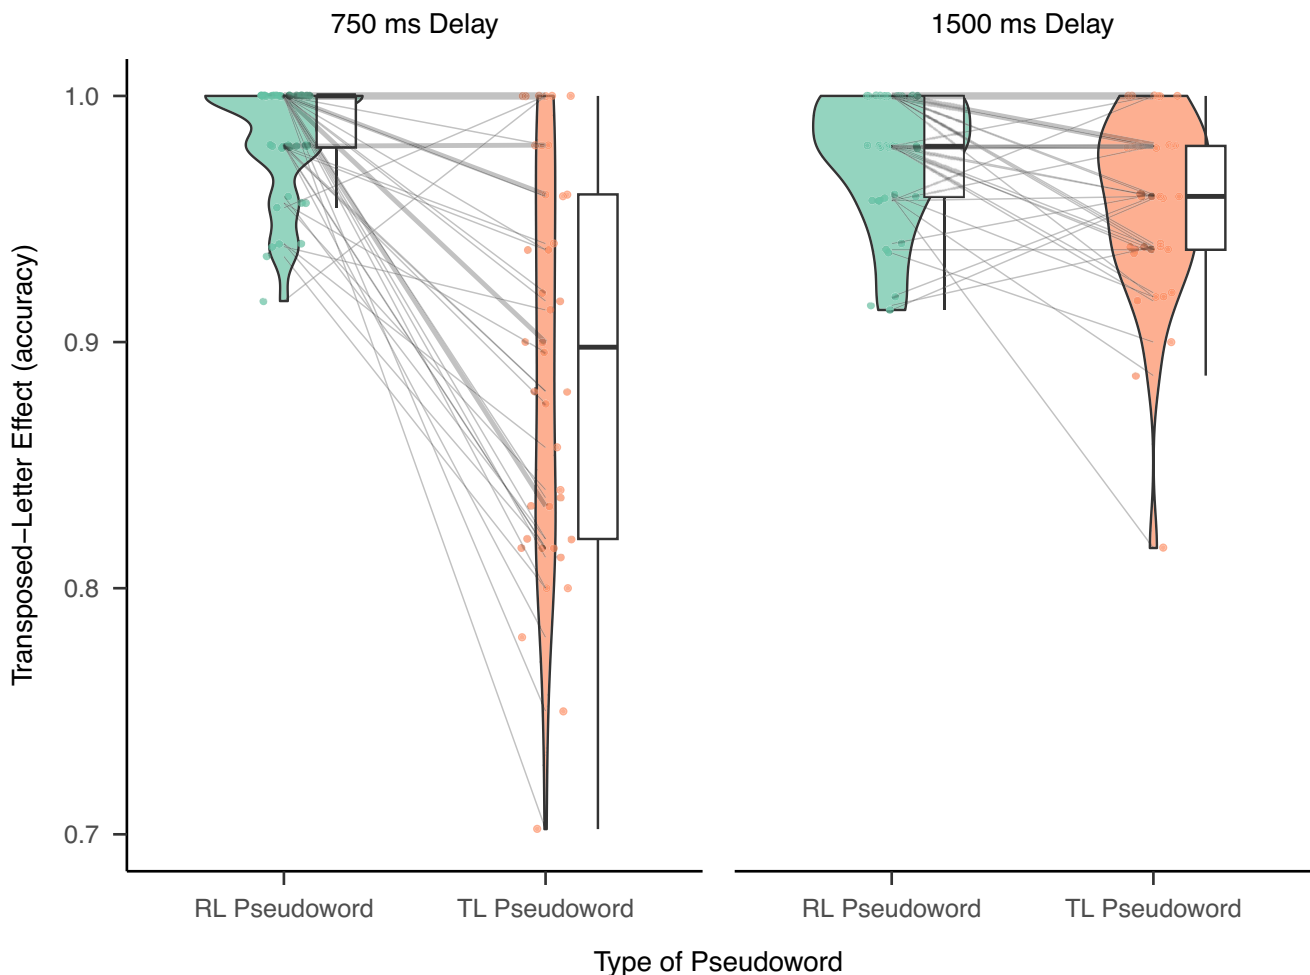 750 ms Delay
1500 ms Delay
Transposed−Letter Effect (accuracy)
1.0
0.9
0.8
0.7
RL Pseudoword
TL Pseudoword
RL Pseudoword
TL Pseudoword
Type of Pseudoword